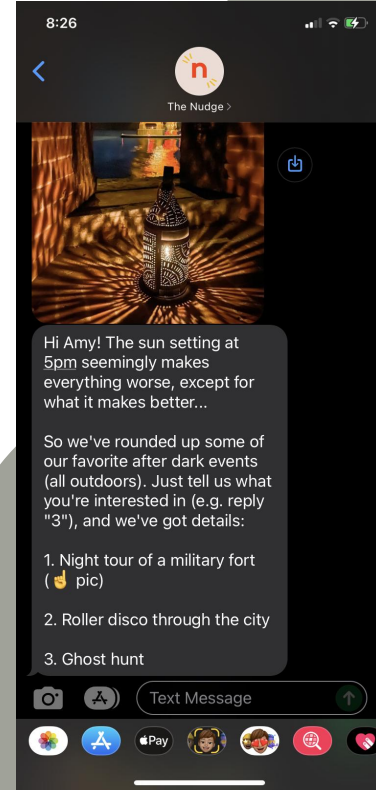 8:26
n
The Nudge >
Hi Amy! The sun setting at
5pm seemingly makes
everything worse, except for
what it makes better...
So we've rounded up some of
our favorite after dark events
(all outdoors). Just tell us what
you're interested in (e.g. reply
"3"), and we've got details:
1. Night tour of a military fort
(☝️ pic)
2. Roller disco through the city
3. Ghost hunt
Text Message
Pay